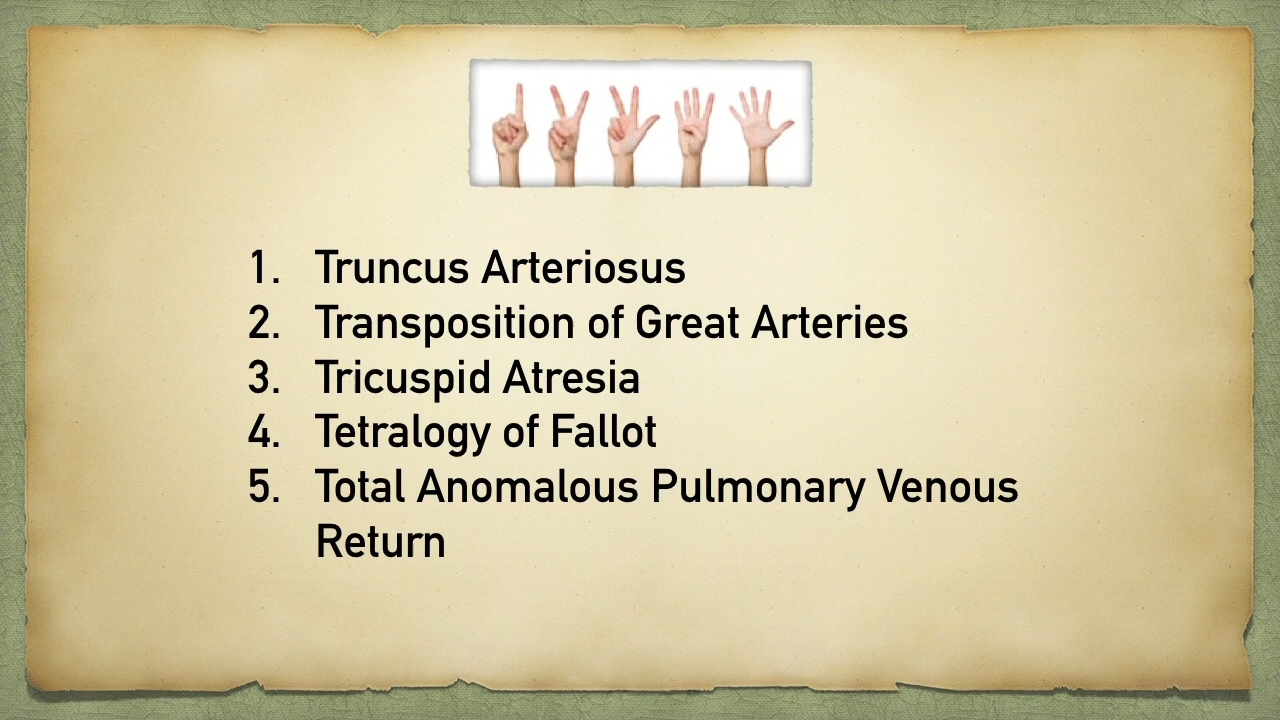 1. Truncus Arteriosus
2. Transposition of Great Arteries
3. Tricuspid Atresia
4. Tetralogy of Fallot
5. Total Anomalous Pulmonary Venous
Return